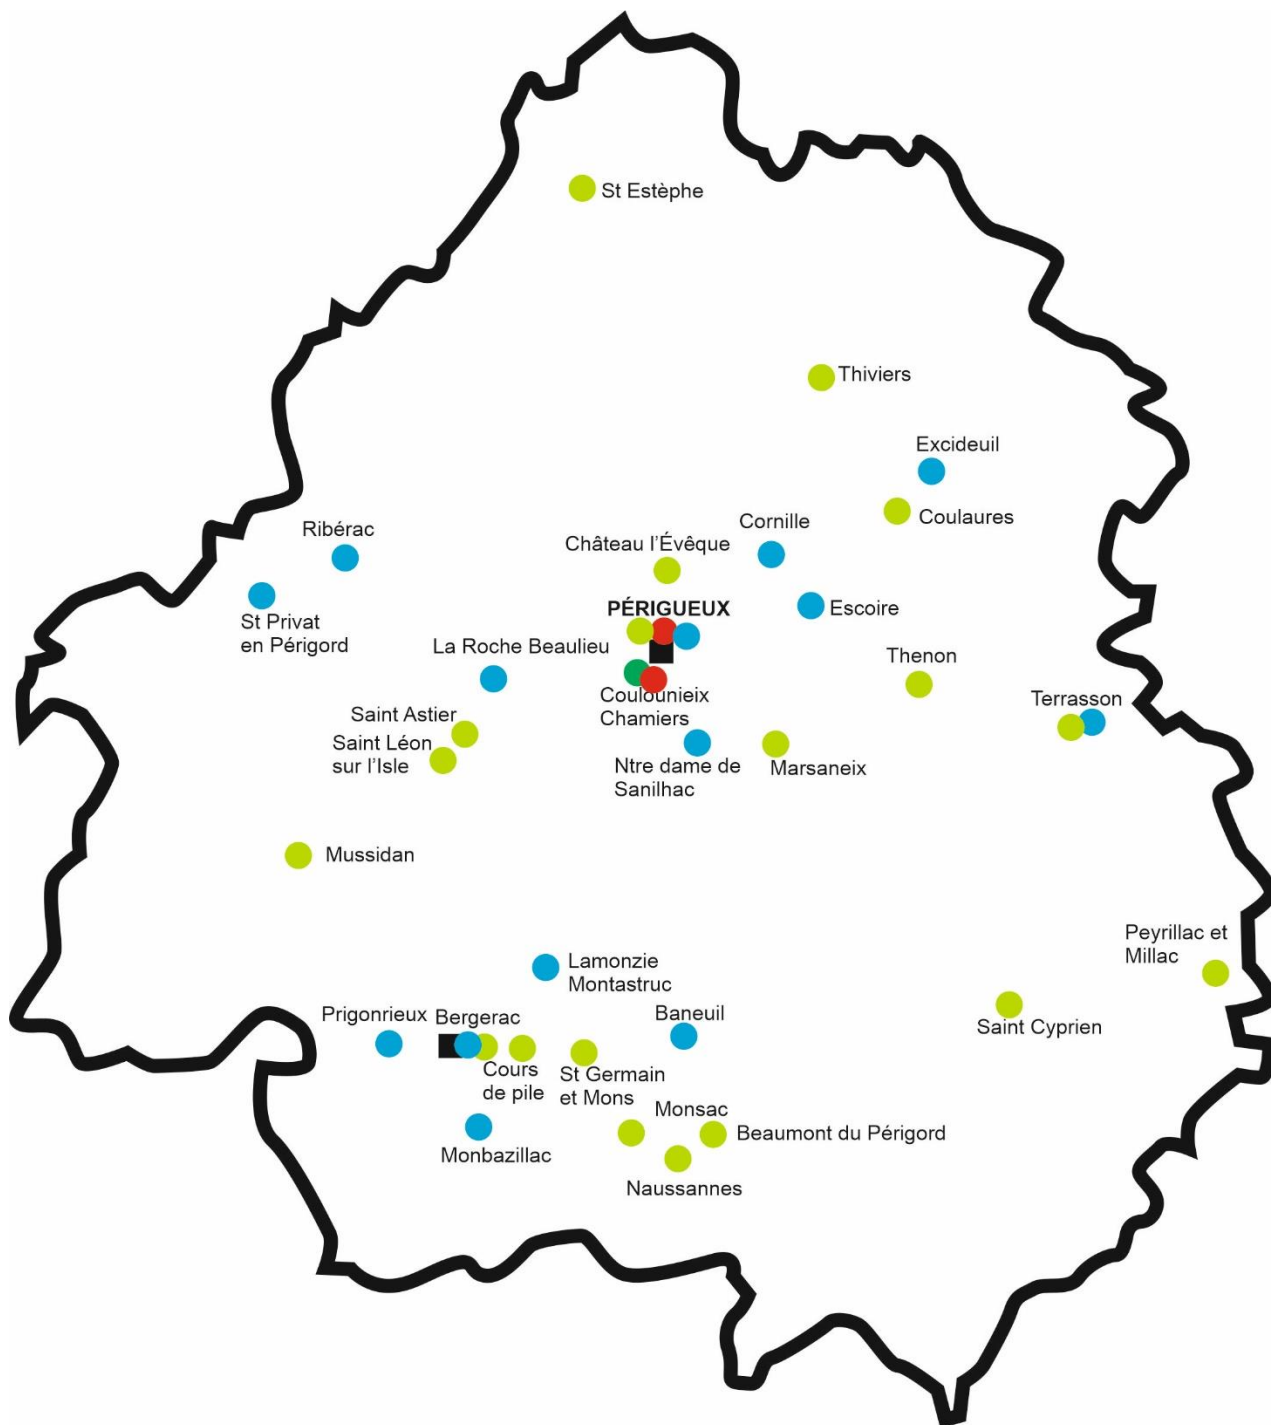 St Estèphe
Thiviers
Excideuil
Coulaures
Cornille
Ribérac
Château l'Évêque
PÉRIGUEUX
Escoire
St Privat
en Périgord
La Roche Beaulieu
Thenon
Coulounieix
Chamiers
Terrasson
Saint Astier
Saint Léon
sur l'Isle
Ntre dame de
Sanilhac
Marsaneix
Mussidan
Peyrillac et
Millac
Lamonzie
Montastruc
Prigonrieux
Bergerac
Baneuil
Saint Cyprien
Cours
de pile
St Germain
et Mons
Monsac
Beaumont du Périgord
Monbazillac
Naussannes